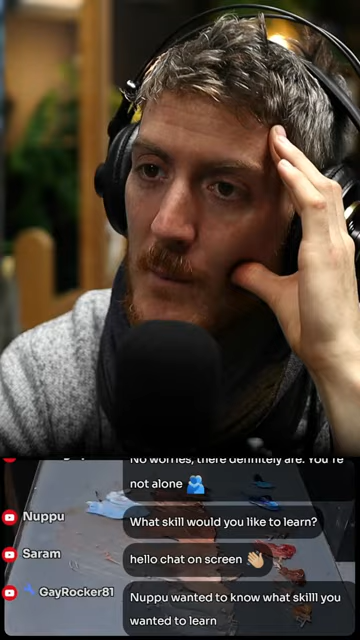 No worries, there definitely are. You're
not alone
Nuppu
What skill would you like to learn?
Saram
hello chat on screen 👋
GayRocker81
Nuppu wanted to know what skilll you
wanted to learn